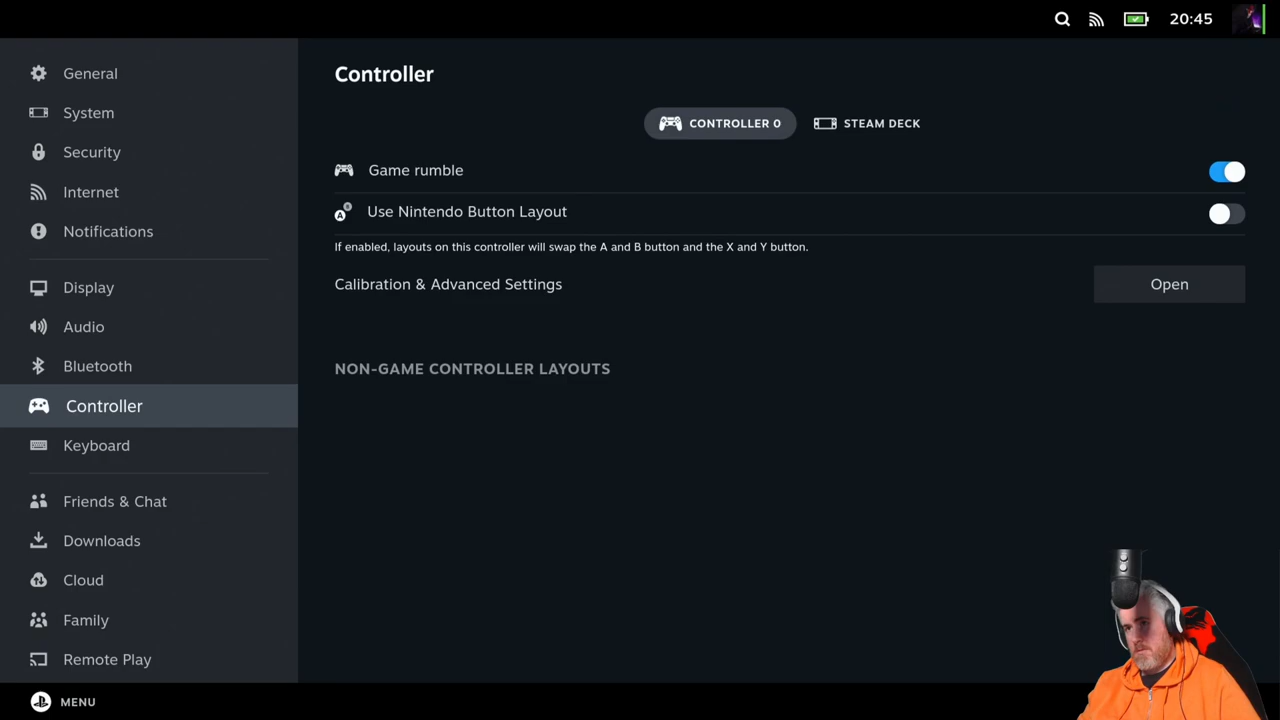 20:45
General
System
Security
Internet
Notifications
Display
Audio
Bluetooth
Controller
Keyboard
Friends & Chat
Downloads
Cloud
Family
Remote Play
Controller
CONTROLLER 0
STEAM DECK
Game rumble
Use Nintendo Button Layout
If enabled, layouts on this controller will swap the A and B button and the X and Y button.
Calibration & Advanced Settings
Open
NON-GAME CONTROLLER LAYOUTS
MENU